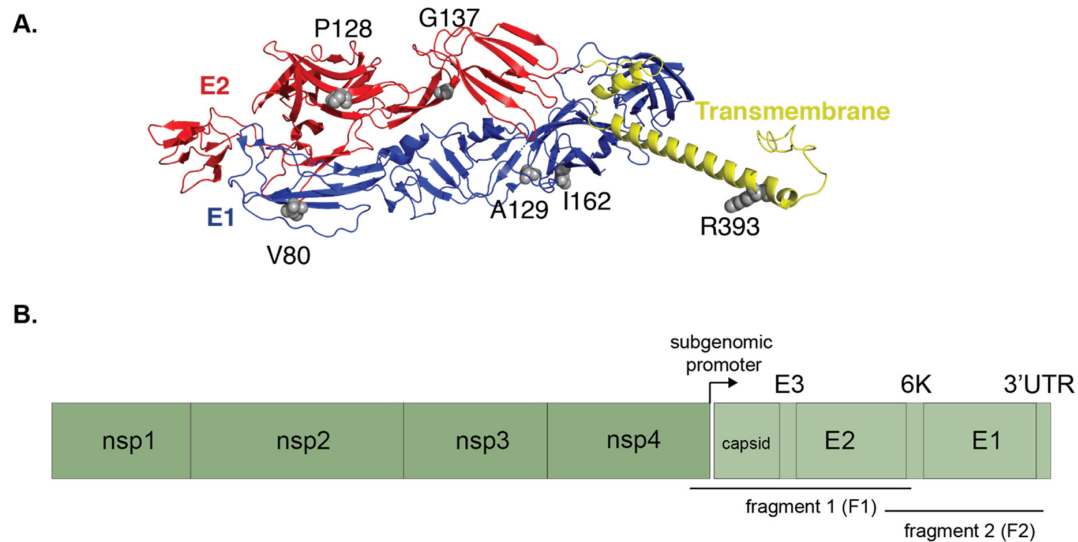 A.
P128
G137
E2
Transmembrane
E1
A129
I162
R393
V80
B.
subgenomic
promoter
E3
6K
3'UTR
nsp1
nsp2
nsp3
nsp4
capsid
E2
E1
fragment 1 (F1)
fragment 2 (F2)